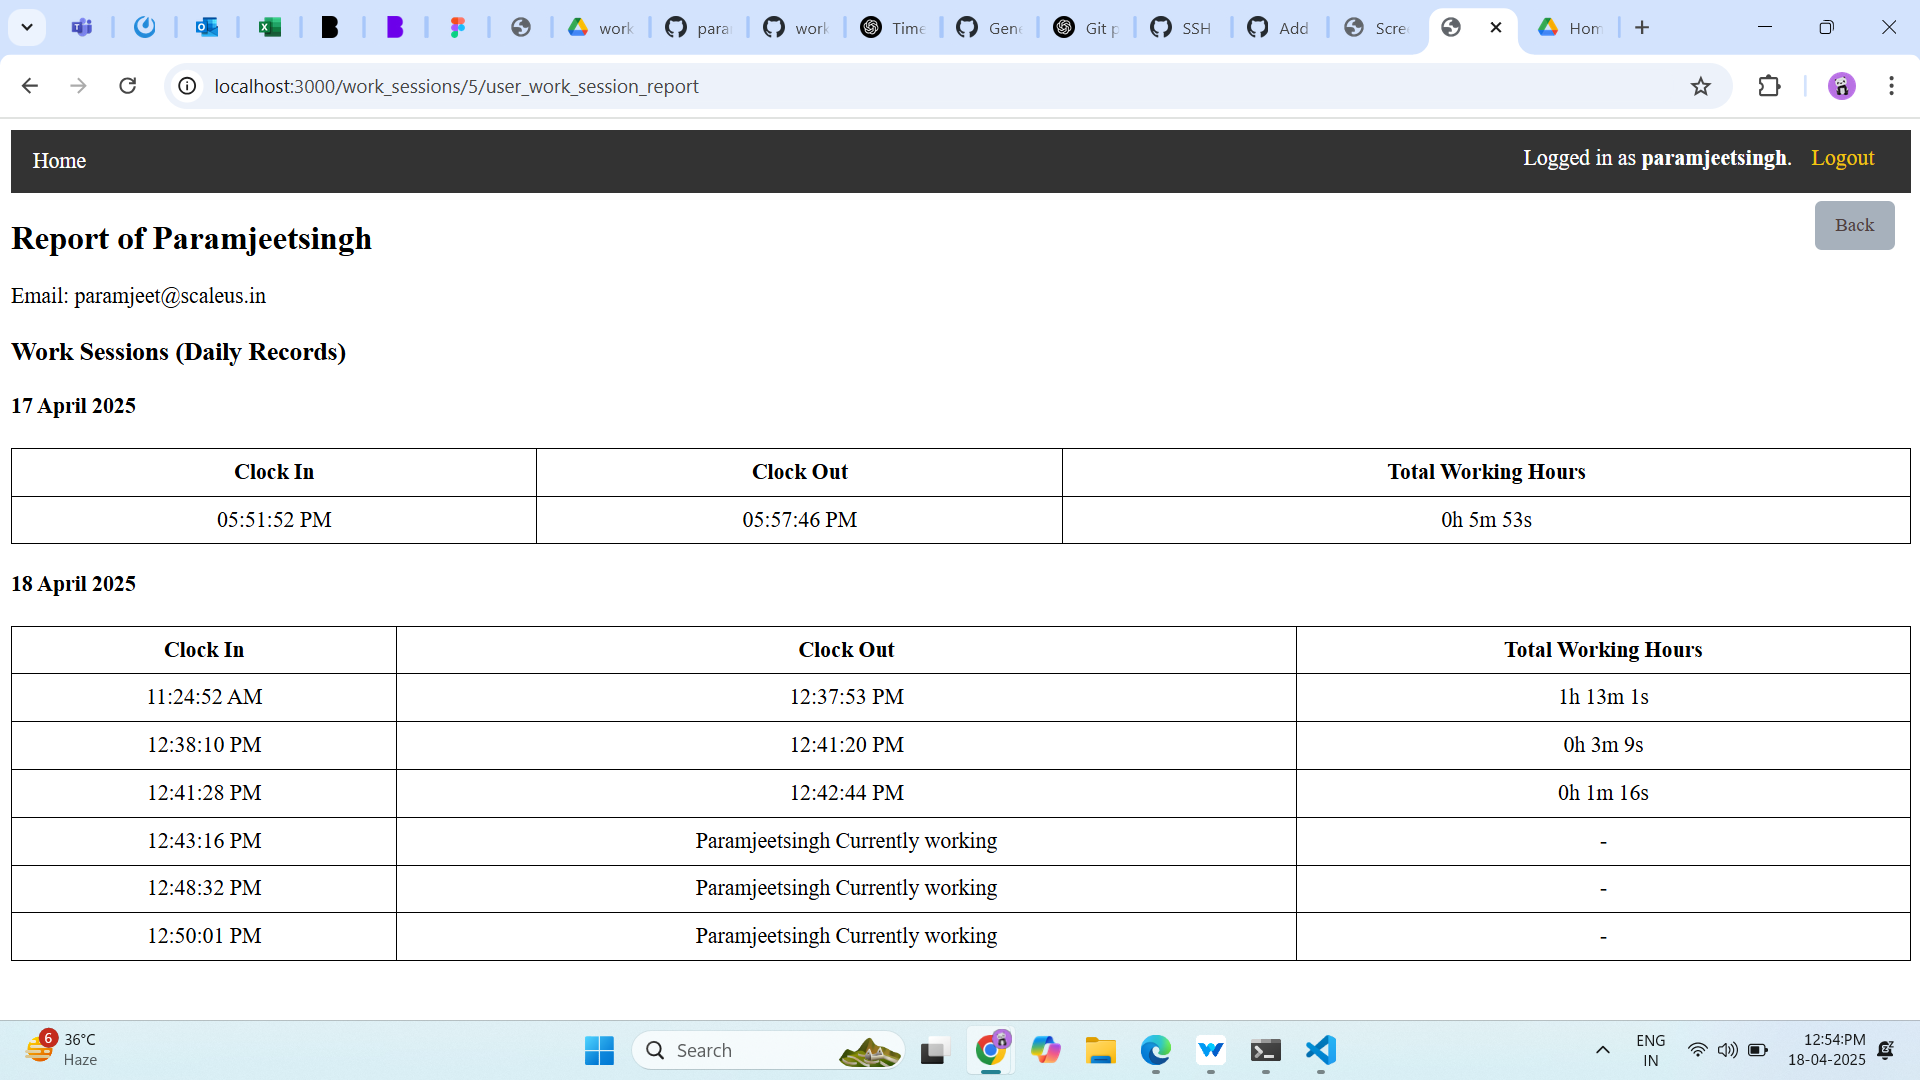 work
para
work
Time
Gene
Git p
SSH
Add
Scree
Hom
localhost:3000/work_sessions/5/user_work_session_report
Home
Logged in as paramjeetsingh. Logout
Back
Report of Paramjeetsingh
Email: paramjeet@scaleus.in
Work Sessions (Daily Records)
17 April 2025
Clock In Clock Out Total Working Hours
05:51:52 PM 05:57:46 PM 0h 5m 53s
18 April 2025
Clock In Clock Out Total Working Hours
11:24:52 AM 12:37:53 PM 1h 13m 1s
12:38:10 PM 12:41:20 PM 0h 3m 9s
12:41:28 PM 12:42:44 PM 0h 1m 16s
12:43:16 PM Paramjeetsingh Currently working -
12:48:32 PM Paramjeetsingh Currently working -
12:50:01 PM Paramjeetsingh Currently working -
6
36°C
Haze
Search
ENG
IN
12:54:PM
18-04-2025